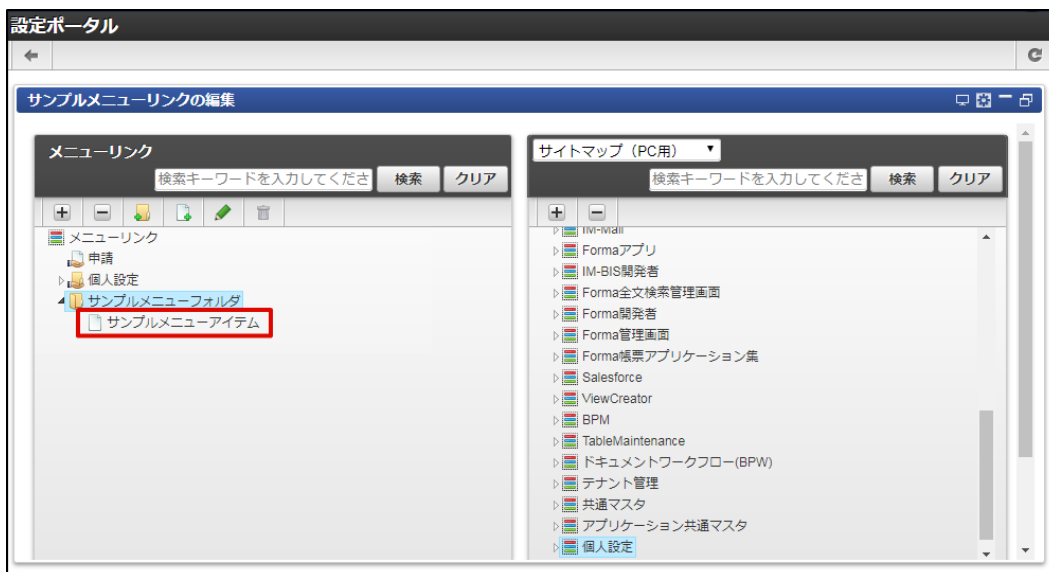 設定ポータル
サンプルメニューリンクの編集
メニューリンク
検索キーワードを入力してくださ 検索 クリア
メニューリンク
申請
個人設定
サンプルメニューフォルダ
サンプルメニューアイテム
サイトマップ（PC用）
検索キーワードを入力してくださ 検索 クリア
IM-Mail
Formaアプリ
IM-BIS開発者
Forma全文検索管理画面
Forma開発者
Forma管理画面
Forma帳票アプリケーション集
Salesforce
ViewCreator
BPM
TableMaintenance
ドキュメントワークフロー(BPW)
テナント管理
共通マスタ
アプリケーション共通マスタ
個人設定